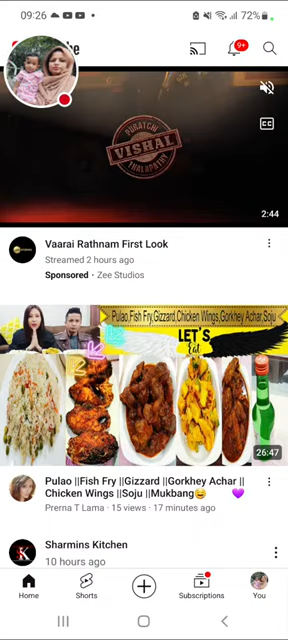 09:26
72%
be
9+
PURATCHI
VISHAL
THALAPATHY
CC
2:44
Vaarai Rathnam First Look
Streamed 2 hours ago
Sponsored · Zee Studios
Pulao,Fish Fry,Gizzard,Chicken Wings,Gorkhey Achar,Soju
LET'S
Eat
26:47
Pulao ||Fish Fry ||Gizzard ||Gorkhey Achar ||
Chicken Wings ||Soju ||Mukbang😄 💜
Prerna T Lama · 15 views · 17 minutes ago
K
Sharmins Kitchen
10 hours ago
Home
Shorts
Subscriptions
You